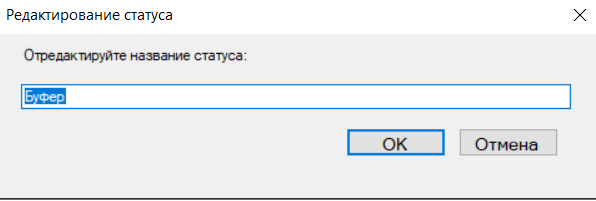 Редактирование статуса
Отредактируйте название статуса:
Буфер
OK
Отмена